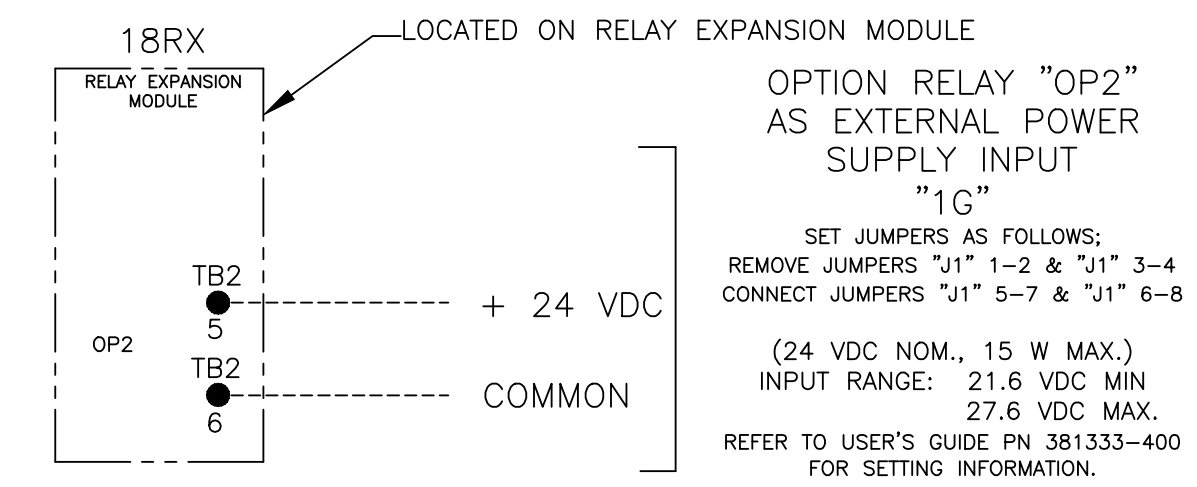 18RX
LOCATED ON RELAY EXPANSION MODULE
RELAY EXPANSION
MODULE
OP2
TB2
5
TB2
6
+ 24 VDC
COMMON
OPTION RELAY "OP2"
AS EXTERNAL POWER
SUPPLY INPUT
"1G"
SET JUMPERS AS FOLLOWS;
REMOVE JUMPERS "J1" 1-2 & "J1" 3-4
CONNECT JUMPERS "J1" 5-7 & "J1" 6-8
(24 VDC NOM., 15 W MAX.)
INPUT RANGE: 21.6 VDC MIN
27.6 VDC MAX.
REFER TO USER'S GUIDE PN 381333-400
FOR SETTING INFORMATION.